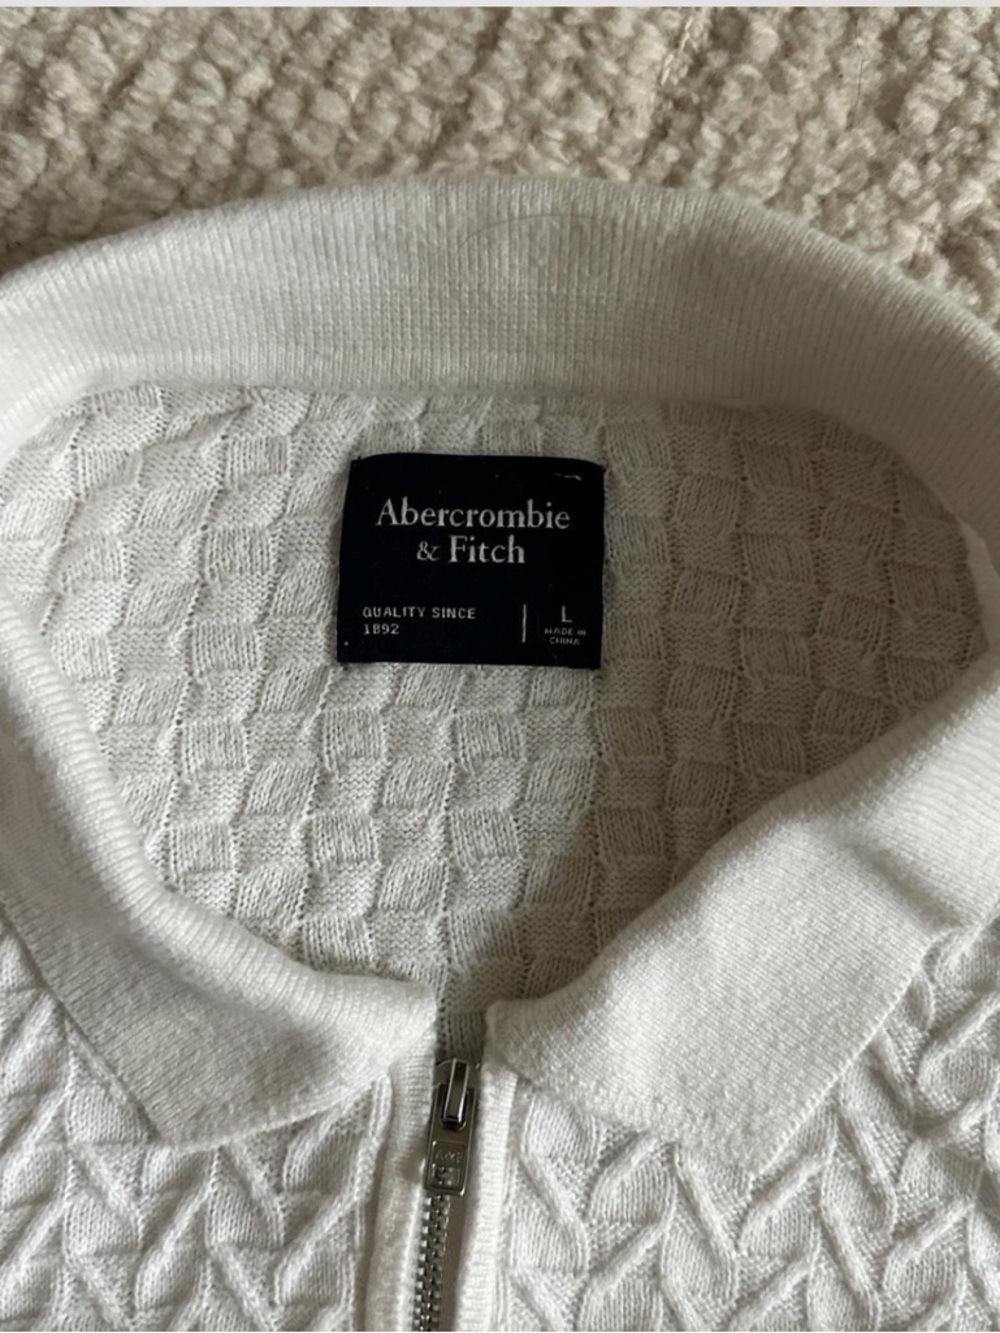 Abercrombie
& Fitch
QUALITY SINCE
1892
L
MADE IN
CHINA